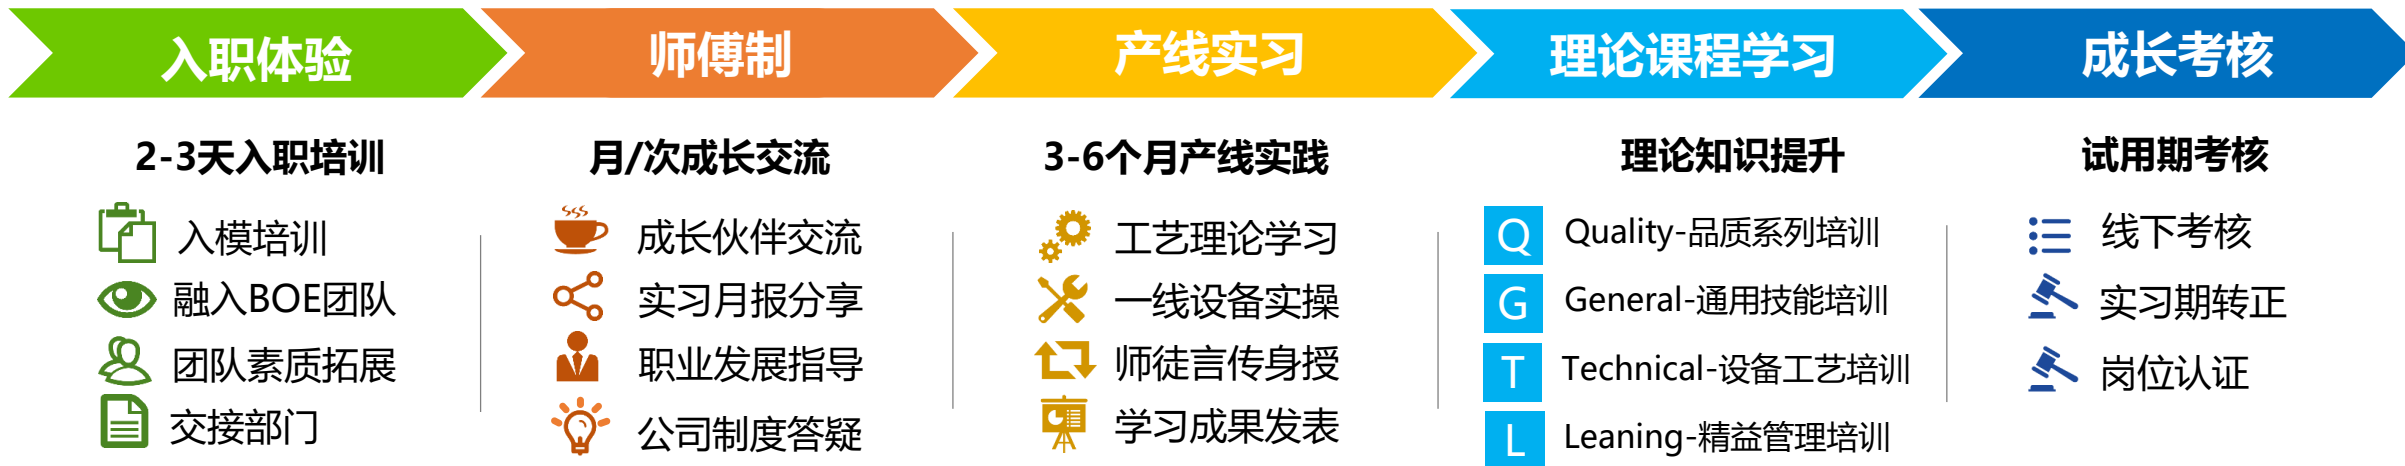 入职体验
师傅制
产线实习
理论课程学习
成长考核
2-3天入职培训
入模培训
融入BOE团队
团队素质拓展
交接部门
月/次成长交流
成长伙伴交流
实习月报分享
职业发展指导
公司制度答疑
3-6个月产线实践
工艺理论学习
一线设备实操
师徒言传身授
学习成果发表
理论知识提升
Q Quality-品质系列培训
G General-通用技能培训
T Technical-设备工艺培训
L Leaning-精益管理培训
试用期考核
线下考核
实习期转正
岗位认证